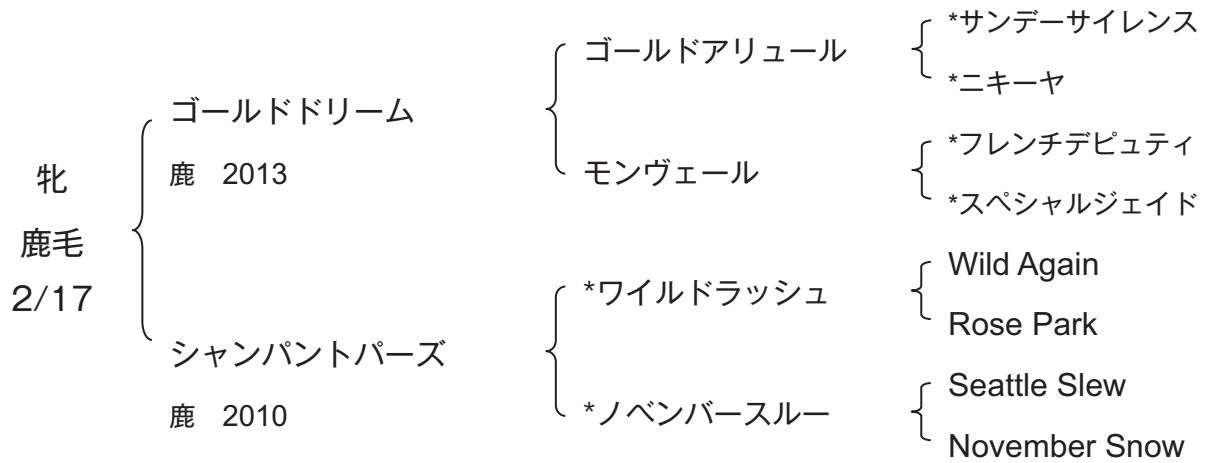 牝
鹿毛
2/17
ゴールドドリーム
鹿 2013
シャンパントパーズ
鹿 2010
ゴールドアリュール
モンヴェール
*ワイルドラッシュ
*ノベンバースルー
*サンデーサイレンス
*ニキーヤ
*フレンチデピュティ
*スペシャルジェイド
Wild Again
Rose Park
Seattle Slew
November Snow